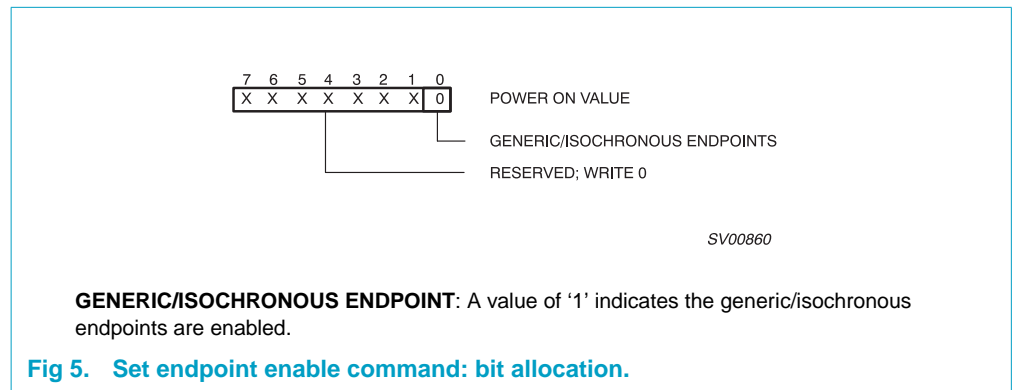 7 6 5 4 3 2 1 0
X X X X X X X 0 POWER ON VALUE
GENERIC/ISOCHRONOUS ENDPOINTS
RESERVED; WRITE 0
SV00860
GENERIC/ISOCHRONOUS ENDPOINT: A value of ‘1’ indicates the generic/isochronous
endpoints are enabled.
Fig 5. Set endpoint enable command: bit allocation.